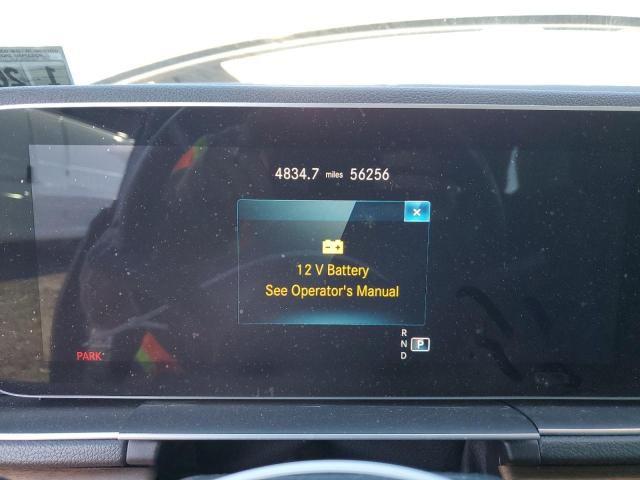 4834.7 miles 56256
×
12 V Battery
See Operator's Manual
R
N P
D
PARK